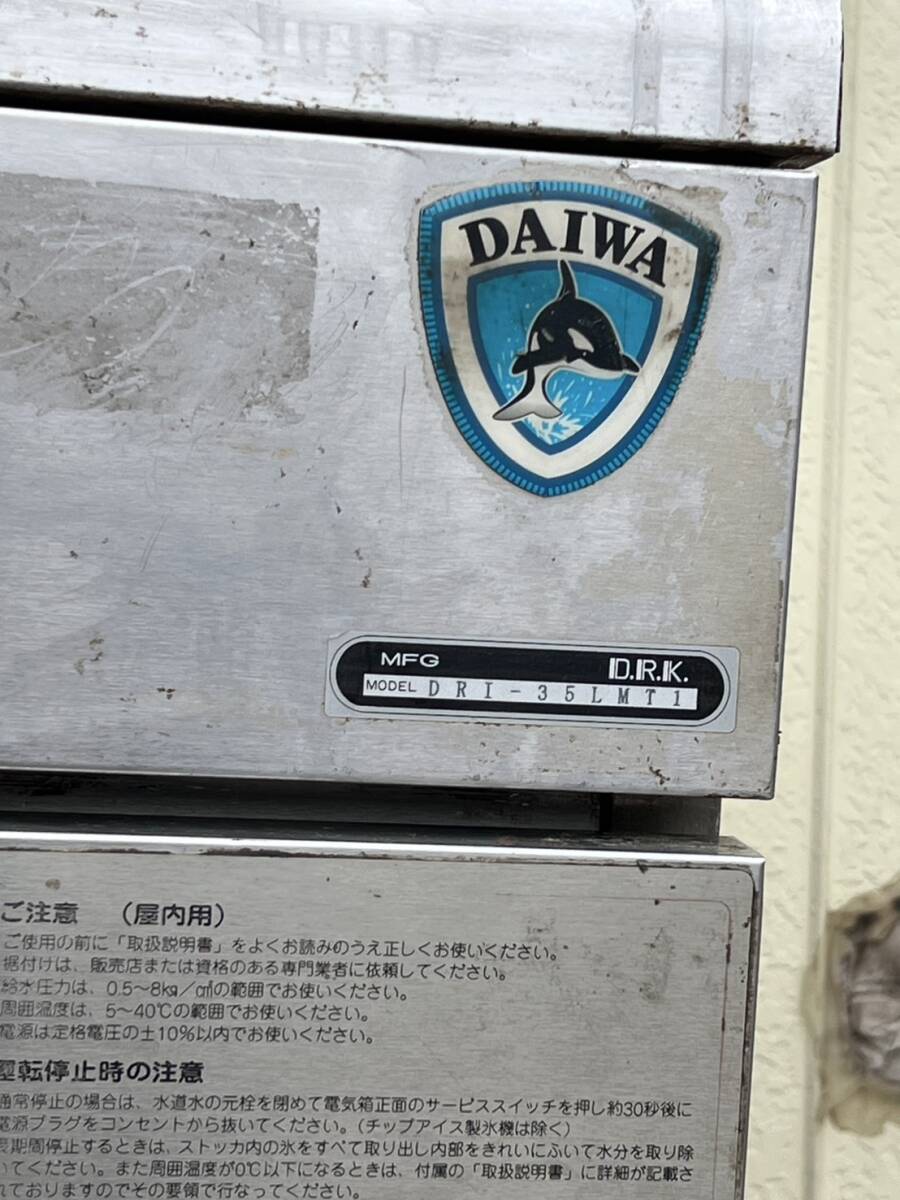 DAIWA
MFG D.R.K.
MODEL DRI-35LMT1
ご注意 (屋内用)
ご使用の前に「取扱説明書」をよくお読みのうえ正しくお使いください。
据付けは、販売店または資格のある専門業者に依頼してください。
給水圧力は、0.5～8kg/c㎡の範囲でお使いください。
周囲温度は、5～40℃の範囲でお使いください。
電源は定格電圧の±10%以内でお使いください。
運転停止時の注意
通常停止の場合は、水道水の元栓を閉めて電気箱正面のサービススイッチを押し約30秒後に
電源プラグをコンセントから抜いてください。(チップアイス製氷機は除く)
長期間停止するときは、ストッカ内の氷をすべて取り出し内部をきれいにふいて水分を取り除
いてください。また周囲温度が0℃以下になるときは、付属の「取扱説明書」に詳細が記載さ
れておりますのでその要領で行なってください。